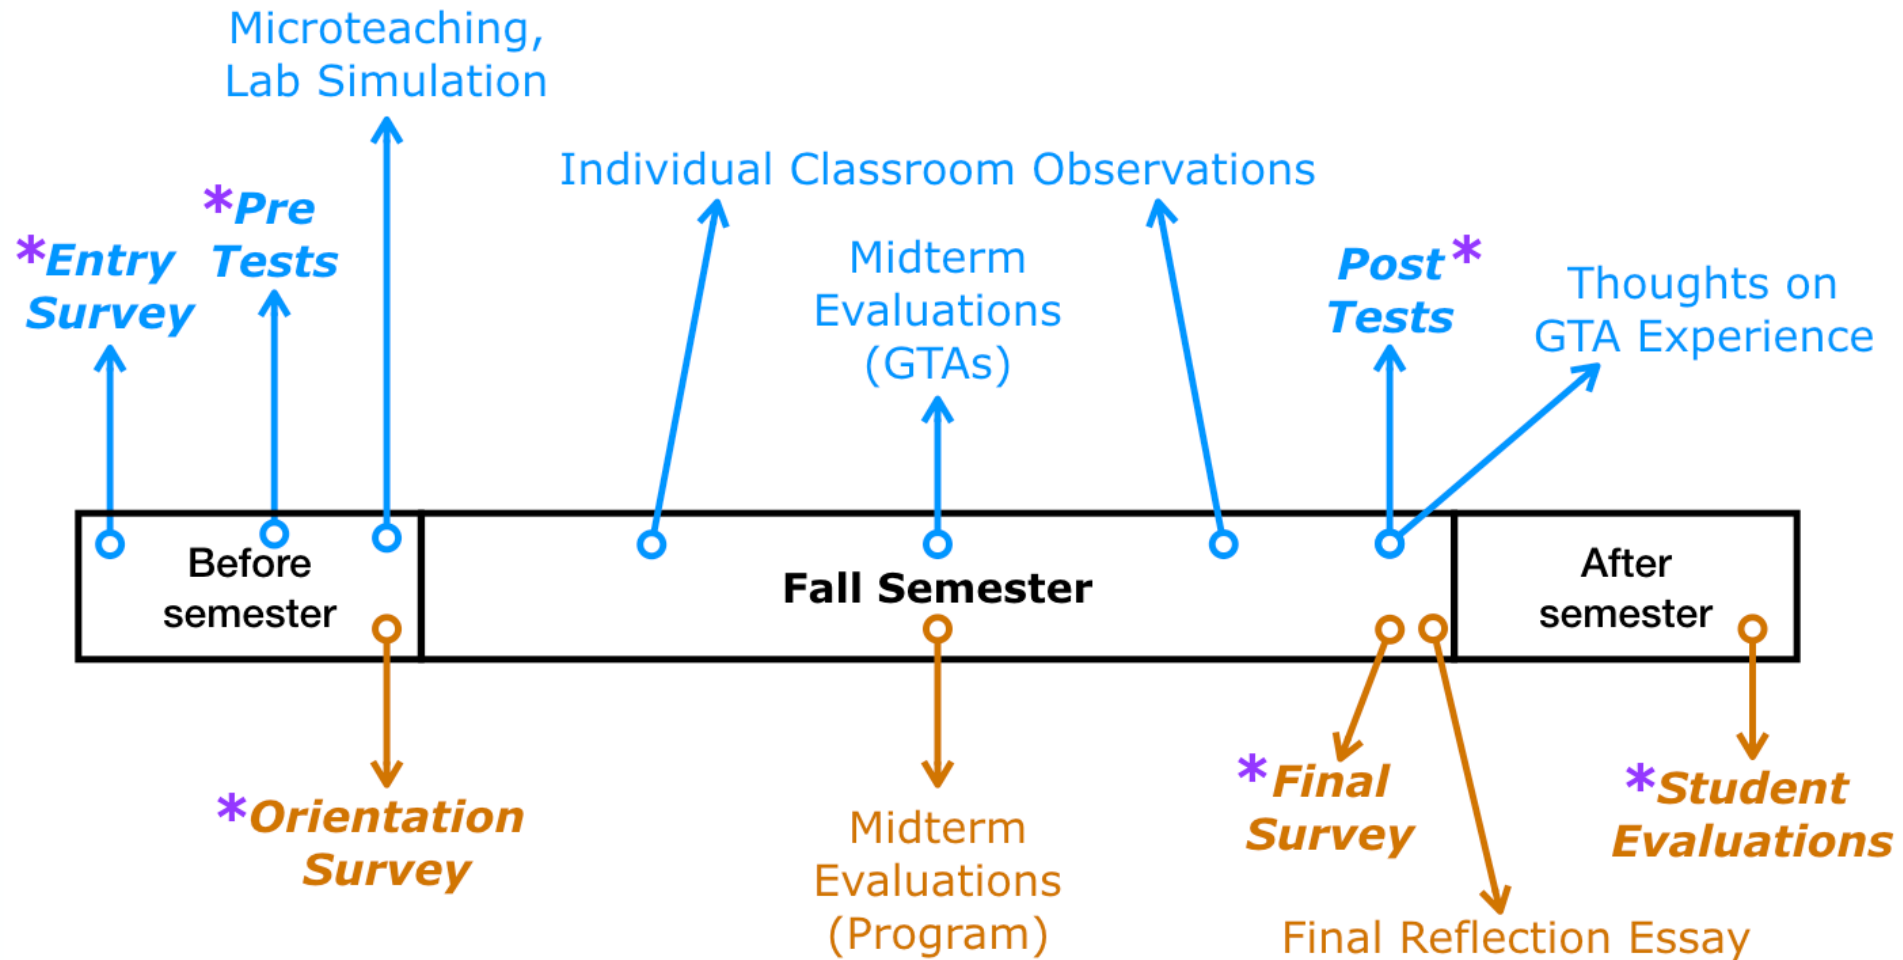 Microteaching,
Lab Simulation
Individual Classroom Observations
*Pre
Tests
*Entry
Survey
Midterm
Evaluations
(GTAs)
Post*
Tests
Thoughts on
GTA Experience
Before
semester
Fall Semester
After
semester
*Orientation
Survey
Midterm
Evaluations
(Program)
*Final
Survey
*Student
Evaluations
Final Reflection Essay